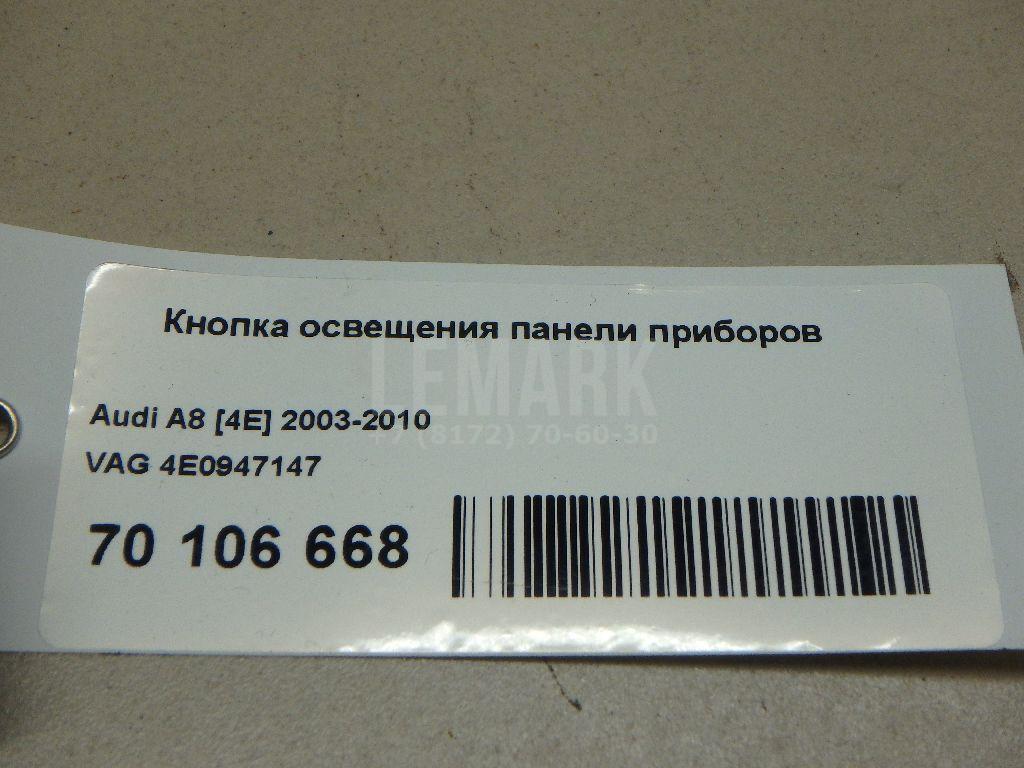 Кнопка освещения панели приборов
LEMARK
Audi A8 [4E] 2003-2010
+7 (8172) 70-60-30
VAG 4E0947147
70 106 668